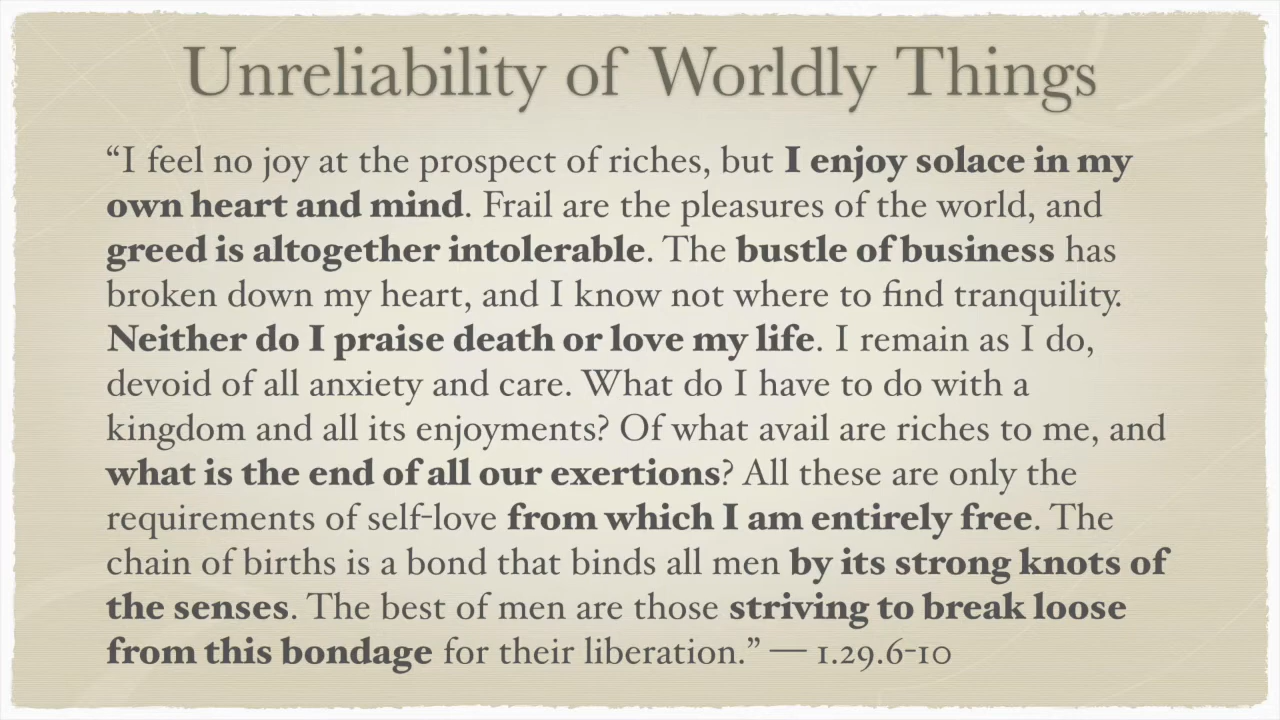 Unreliability of Worldly Things
“I feel no joy at the prospect of riches, but I enjoy solace in my
own heart and mind. Frail are the pleasures of the world, and
greed is altogether intolerable. The bustle of business has
broken down my heart, and I know not where to find tranquility.
Neither do I praise death or love my life. I remain as I do,
devoid of all anxiety and care. What do I have to do with a
kingdom and all its enjoyments? Of what avail are riches to me, and
what is the end of all our exertions? All these are only the
requirements of self-love from which I am entirely free. The
chain of births is a bond that binds all men by its strong knots of
the senses. The best of men are those striving to break loose
from this bondage for their liberation.” — 1.29.6-10